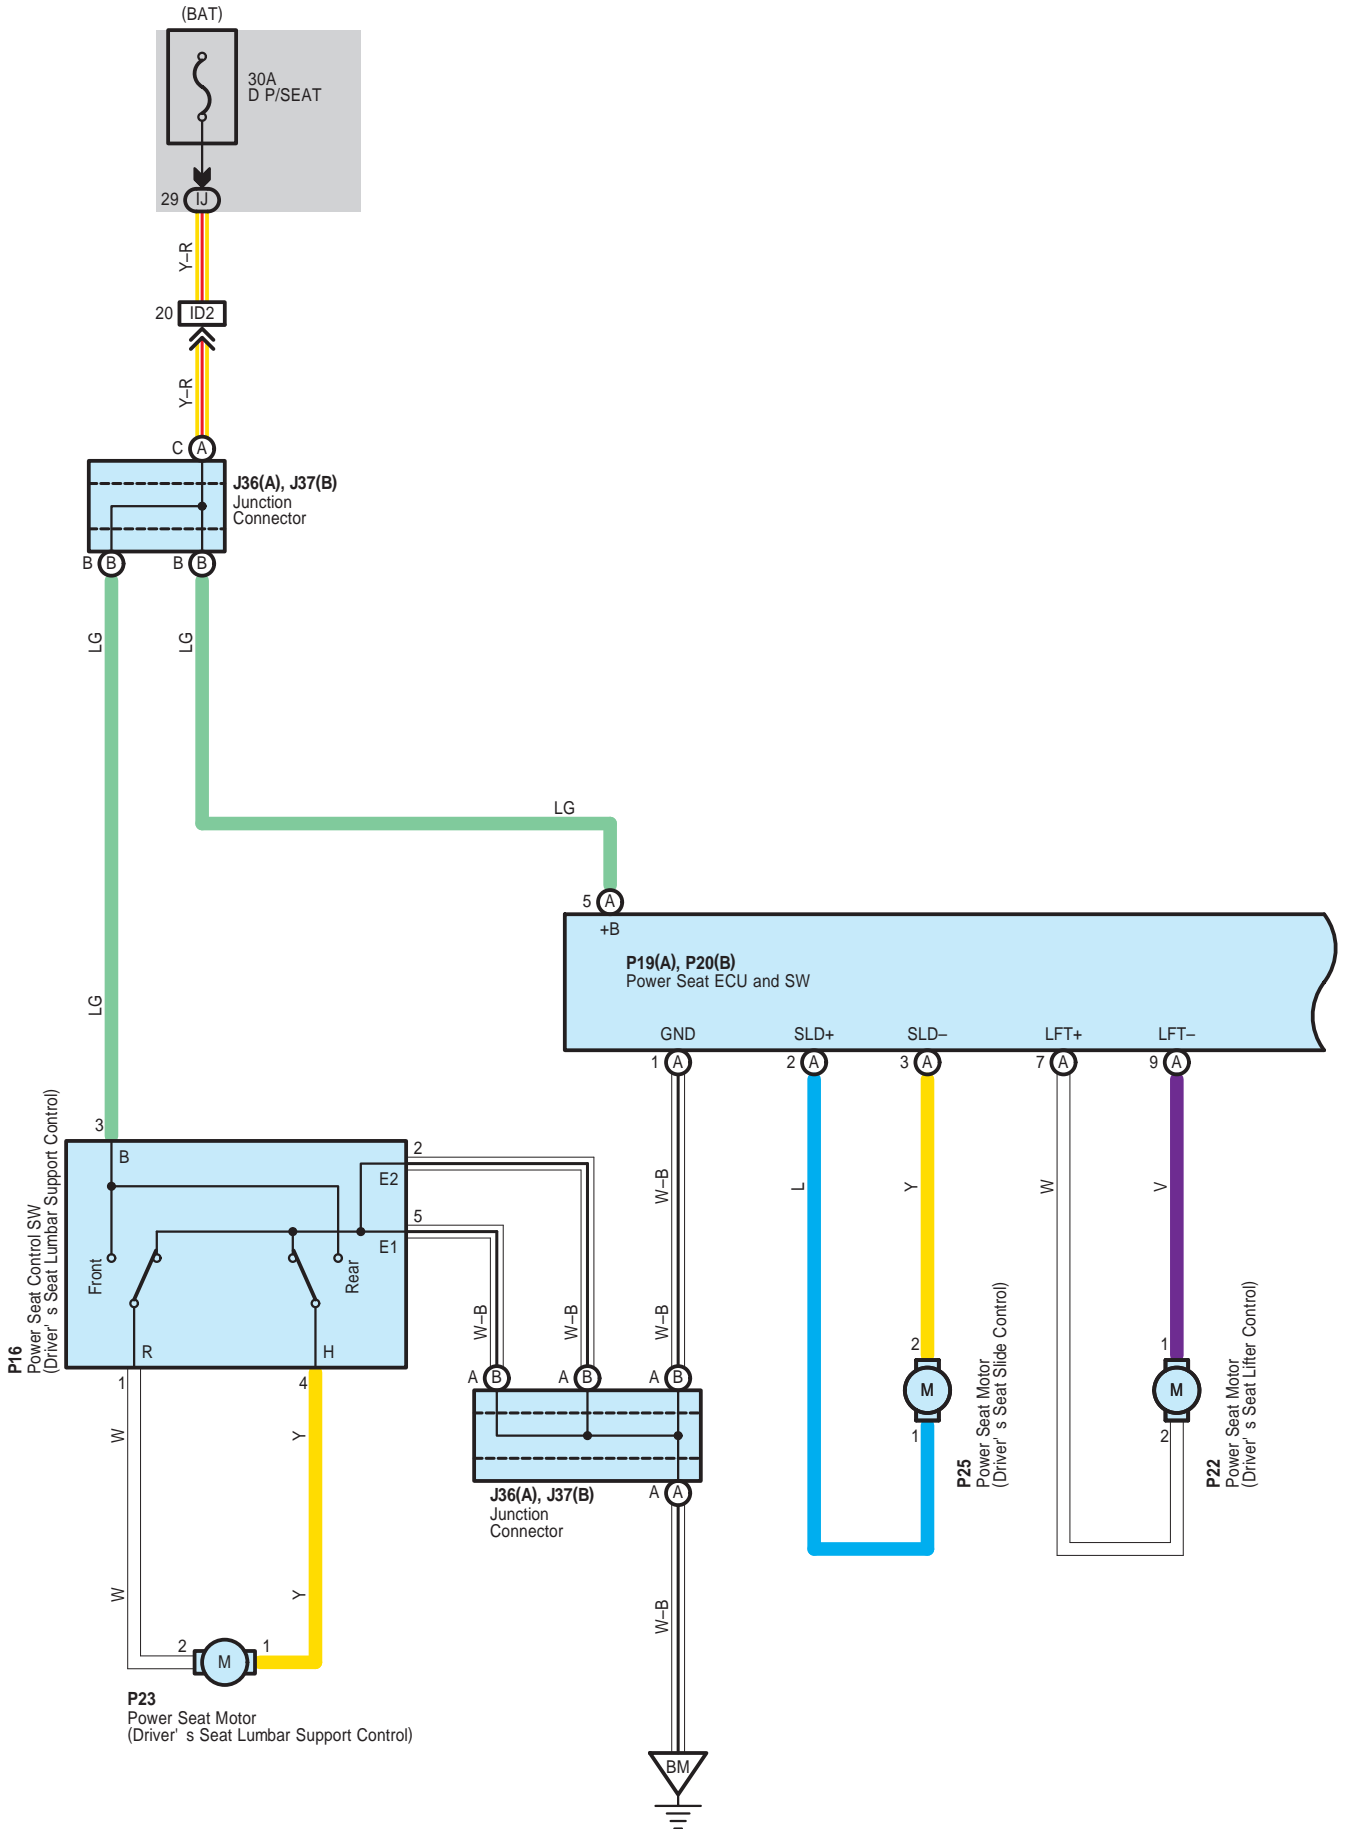 (BAT)
30A
D P/SEAT
29 IJ
Y–R
20 ID2
Y–R
C A
J36(A), J37(B)
Junction
Connector
B B B B
LG LG
LG
5 A
+B
P19(A), P20(B)
Power Seat ECU and SW
GND SLD+ SLD– LFT+ LFT–
1 A 2 A 3 A 7 A 9 A
LG
3
P16
Power Seat Control SW
(Driver' s Seat Lumbar Support Control)
B
2
E2
5
E1
Front
Rear
R H
1 4
W–B L Y W V
W–B W–B W–B
A B A B A B
J36(A), J37(B)
Junction
Connector
A A
2
M
1
P25
Power Seat Motor
(Driver' s Seat Slide Control)
1
M
2
P22
Power Seat Motor
(Driver' s Seat Lifter Control)
W Y
W Y
W–B
2 M 1
P23
Power Seat Motor
(Driver' s Seat Lumbar Support Control)
BM